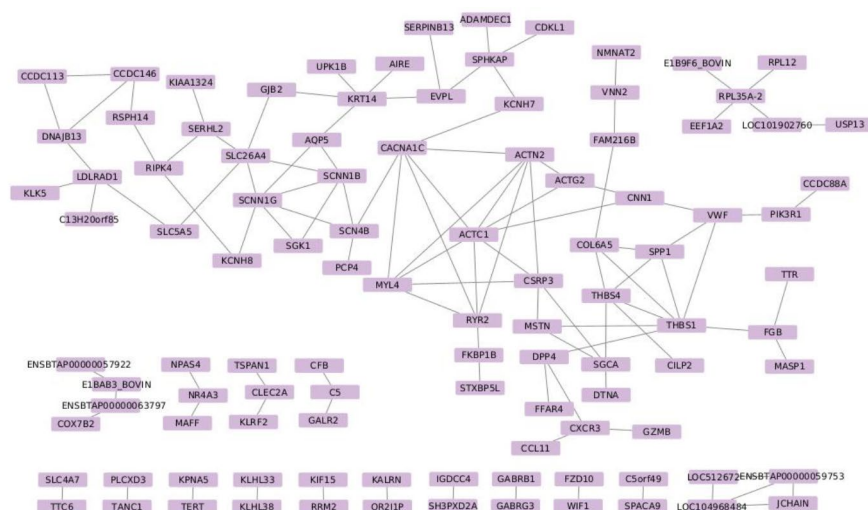 SERPINB13
ADAMDEC1
CDKL1
NMNAT2
UPK1B
AIRE
SPHKAP
E1B9F6_BOVIN
RPL12
CCDC113
CCDC146
KIAA1324
GJB2
KRT14
EVPL
KCNH7
VNN2
RPL35A-2
RSPH14
EEF1A2
LOC101902760
USP13
DNAJB13
SERHL2
AQP5
FAM216B
SLC26A4
CACNA1C
ACTN2
LDLRAD1
RIPK4
SCNN1B
ACTG2
CCDC88A
KLK5
SCNN1G
CNN1
C13H20orf85
VWF
PIK3R1
SLC5A5
SCN4B
ACTC1
SGK1
COL6A5
SPP1
KCNH8
PCP4
TTR
MYL4
CSRP3
THBS4
RYR2
MSTN
THBS1
FGB
FKBP1B
DPP4
SGCA
CILP2
MASP1
ENSBTAP00000057922
NPAS4
TSPAN1
CFB
E1BAB3_BOVIN
STXBP5L
NR4A3
CLEC2A
C5
DTNA
ENSBTAP00000063797
FFAR4
COX7B2
MAFF
KLRF2
GALR2
CXCR3
GZMB
CCL11
SLC4A7
PLCXD3
KPNA5
KLHL33
KIF15
KALRN
IGDCC4
GABRB1
FZD10
C5orf49
LOC512672
ENSBTAP00000059753
TTC6
TANC1
TERT
KLHL38
RRM2
OR2J1P
SH3PXD2A
GABRG3
WIF1
SPACA9
LOC104968484
JCHAIN